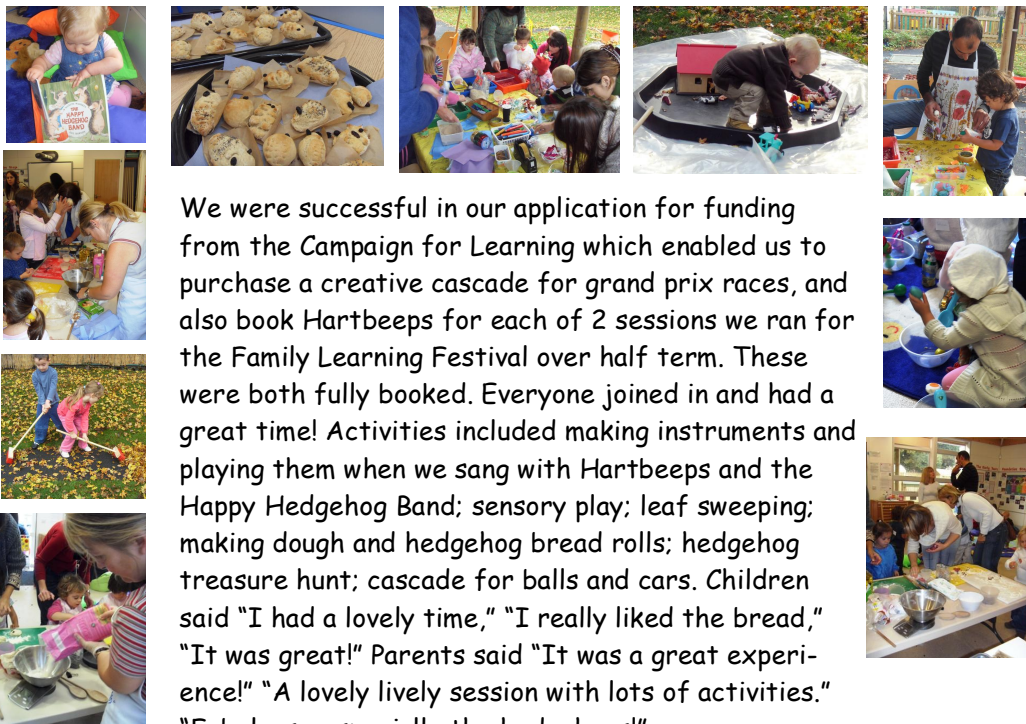 THE
HAPPY
HEDGEHOG
BAND
We were successful in our application for funding
from the Campaign for Learning which enabled us to
purchase a creative cascade for grand prix races, and
also book Hartbeeps for each of 2 sessions we ran for
the Family Learning Festival over half term. These
were both fully booked. Everyone joined in and had a
great time! Activities included making instruments and
playing them when we sang with Hartbeeps and the
Happy Hedgehog Band; sensory play; leaf sweeping;
making dough and hedgehog bread rolls; hedgehog
treasure hunt; cascade for balls and cars. Children
said “I had a lovely time,” “I really liked the bread,”
“It was great!” Parents said “It was a great experi-
ence!” “A lovely lively session with lots of activities.”